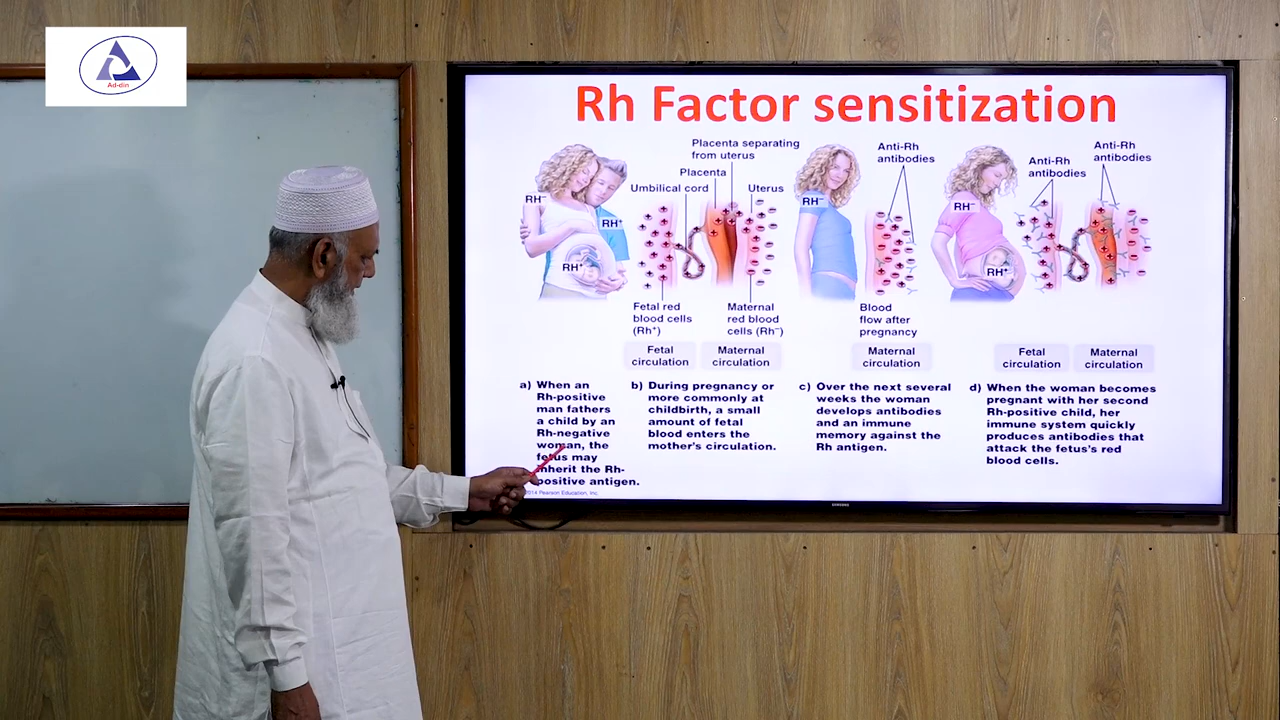 Ad-din
Rh Factor sensitization
Placenta separating
from uterus
Placenta
Umbilical cord
Uterus
RH−
RH+
RH+
Fetal red
blood cells
(Rh+)
Maternal
red blood
cells (Rh−)
Fetal
circulation
Maternal
circulation
Anti-Rh
antibodies
RH−
Blood
flow after
pregnancy
Maternal
circulation
Anti-Rh
antibodies
Anti-Rh
antibodies
RH−
RH+
Fetal
circulation
Maternal
circulation
a) When an
Rh-positive
man fathers
a child by an
Rh-negative
woman, the
fetus may
inherit the Rh-
positive antigen.
b) During pregnancy or
more commonly at
childbirth, a small
amount of fetal
blood enters the
mother's circulation.
c) Over the next several
weeks the woman
develops antibodies
and an immune
memory against the
Rh antigen.
d) When the woman becomes
pregnant with her second
Rh-positive child, her
immune system quickly
produces antibodies that
attack the fetus's red
blood cells.
2014 Pearson Education, Inc.
SAMSUNG